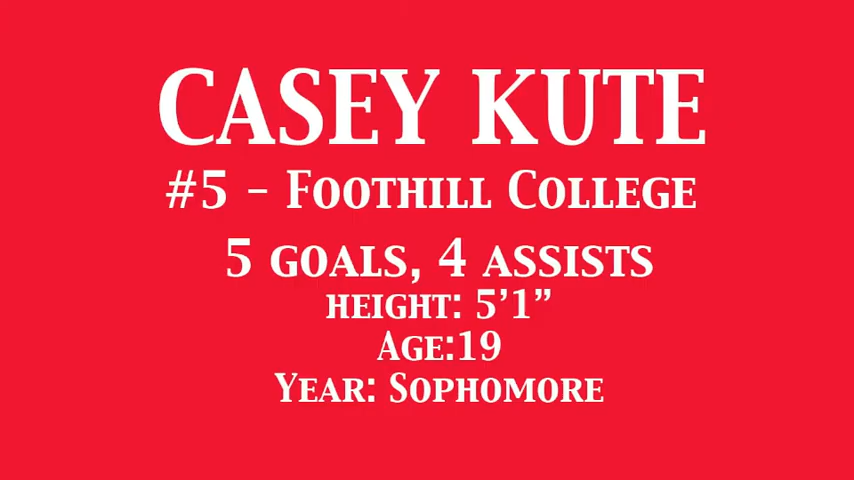 CASEY KUTE
#5 - FOOTHILL COLLEGE
5 GOALS, 4 ASSISTS
HEIGHT: 5’1”
AGE:19
YEAR: SOPHOMORE